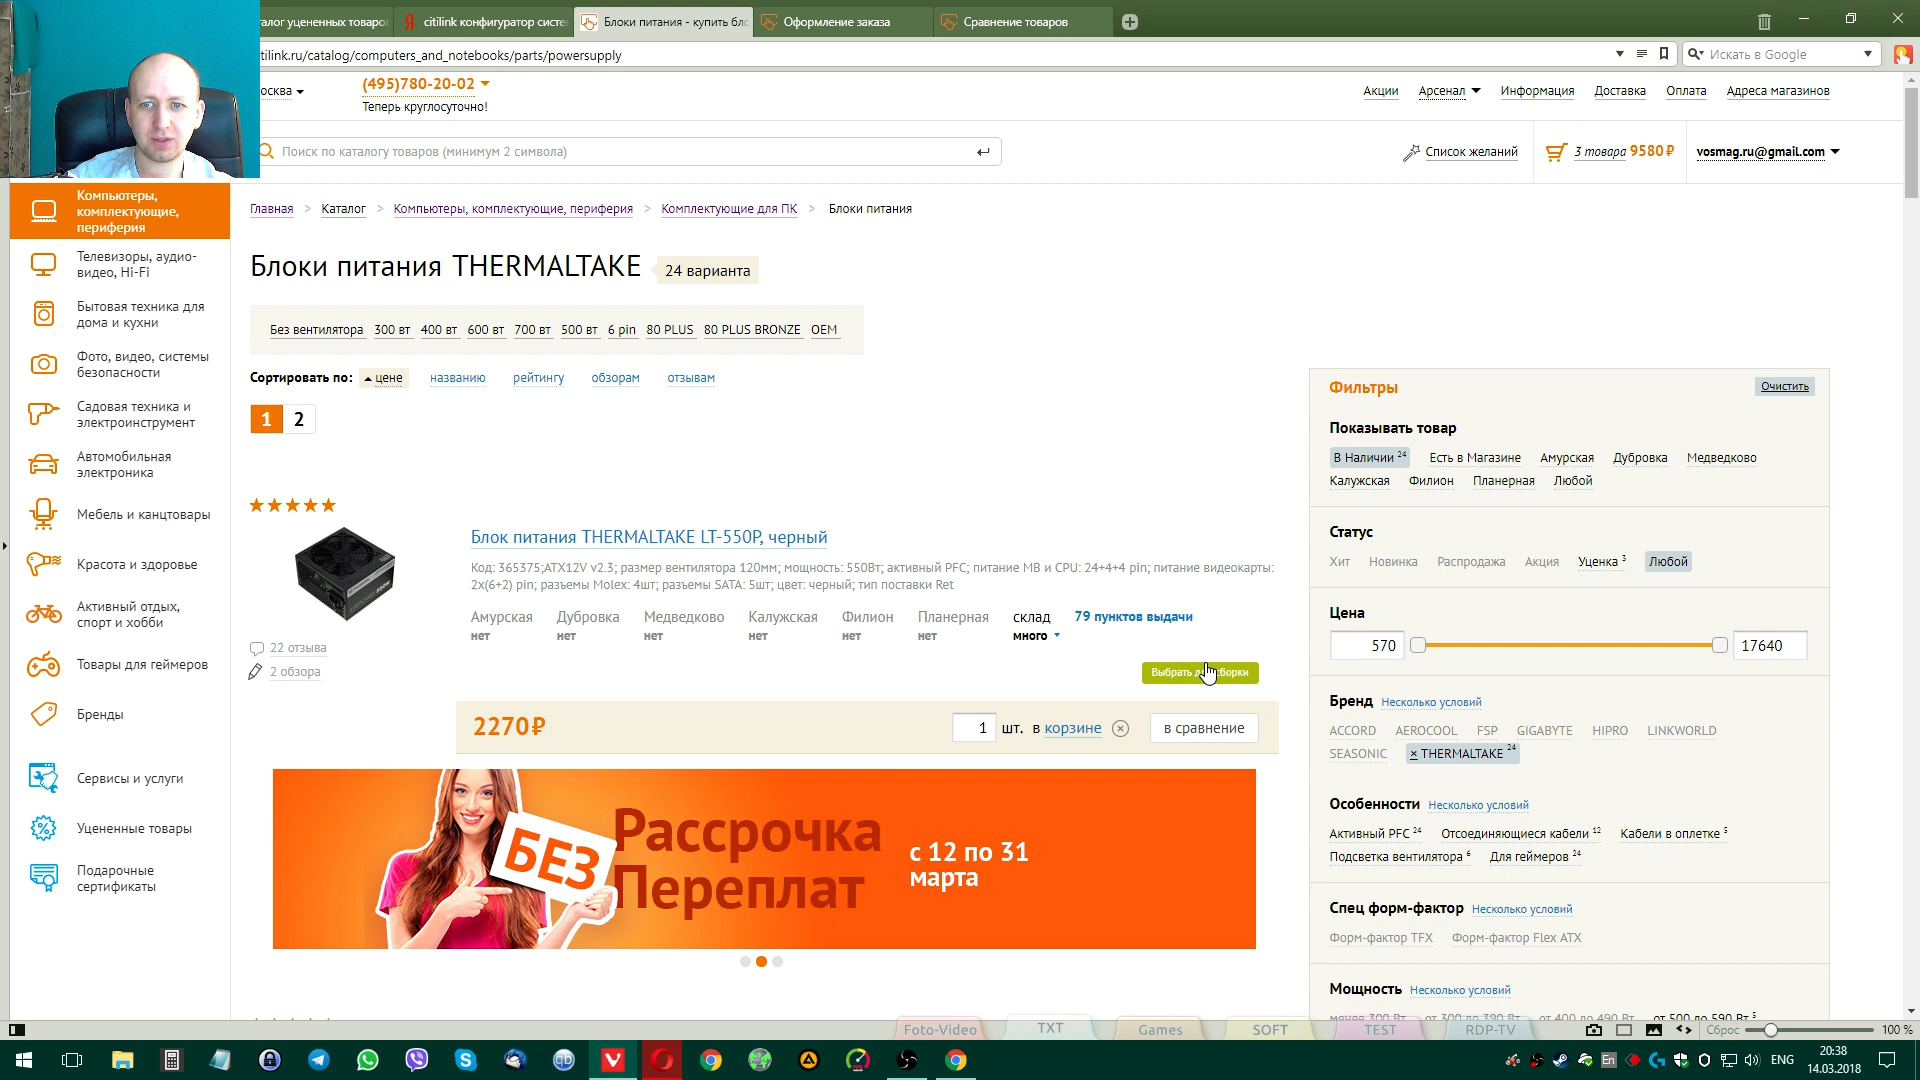 талог уцененных товаро
citilink конфигуратор систе
Блоки питания - купить бло
Оформление заказа
Сравнение товаров
tilink.ru/catalog/computers_and_notebooks/parts/powersupply
Искать в Google
осква
(495)780-20-02
Теперь круглосуточно!
Акции
Арсенал
Информация
Доставка
Оплата
Адреса магазинов
Поиск по каталогу товаров (минимум 2 символа)
Список желаний
3 товара 9580₽
vosmag.ru@gmail.com
Компьютеры,
комплектующие,
периферия
Телевизоры, аудио-
видео, Hi-Fi
Бытовая техника для
дома и кухни
Фото, видео, системы
безопасности
Садовая техника и
электроинструмент
Автомобильная
электроника
Мебель и канцтовары
Красота и здоровье
Активный отдых,
спорт и хобби
Товары для геймеров
Бренды
Сервисы и услуги
Уцененные товары
Подарочные
сертификаты
Главная > Каталог > Компьютеры, комплектующие, периферия > Комплектующие для ПК > Блоки питания
Блоки питания THERMALTAKE
24 варианта
Без вентилятора 300 вт 400 вт 600 вт 700 вт 500 вт 6 pin 80 PLUS 80 PLUS BRONZE OEM
Сортировать по: цене названию рейтингу обзорам отзывам
1 2
Блок питания THERMALTAKE LT-550P, черный
Код: 365375;ATX12V v2.3; размер вентилятора 120мм; мощность: 550Вт; активный PFC; питание MB и CPU: 24+4+4 pin; питание видеокарты:
2x(6+2) pin; разъемы Molex: 4шт; разъемы SATA: 5шт; цвет: черный; тип поставки Ret
Амурская Дубровка Медведково Калужская Филион Планерная склад 79 пунктов выдачи
нет нет нет нет нет нет много
22 отзыва
2 обзора
Выбрать д борки
2270₽
1 шт. в корзине
в сравнение
БЕЗ
Рассрочка
Переплат
с 12 по 31
марта
Фильтры
Очистить
Показывать товар
В Наличии 24 Есть в Магазине Амурская Дубровка Медведково
Калужская Филион Планерная Любой
Статус
Хит Новинка Распродажа Акция Уценка 3 Любой
Цена
570 17640
Бренд Несколько условий
ACCORD AEROCOOL FSP GIGABYTE HIPRO LINKWORLD
SEASONIC × THERMALTAKE 24
Особенности Несколько условий
Активный PFC 24 Отсоединяющиеся кабели 12 Кабели в оплетке 5
Подсветка вентилятора 6 Для геймеров 24
Спец форм-фактор Несколько условий
Форм-фактор TFX Форм-фактор Flex ATX
Мощность Несколько условий
менее 300 Вт от 300 до 390 Вт от 400 до 490 Вт от 500 до 590 Вт 5
Foto-Video TXT Games SOFT TEST RDP-TV
Сброс 100 %
En
ENG
20:38
14.03.2018